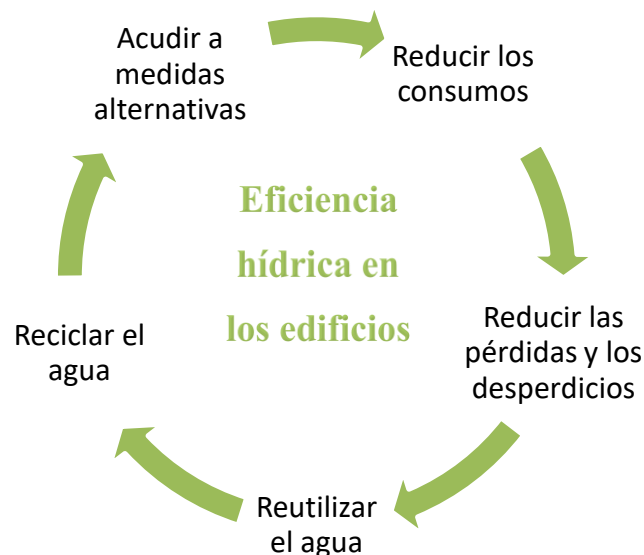 Acudir a
medidas
alternativas
Reducir los
consumos
Eficiencia
hídrica en
los edificios
Reducir las
pérdidas y los
desperdicios
Reciclar el
agua
Reutilizar
el agua